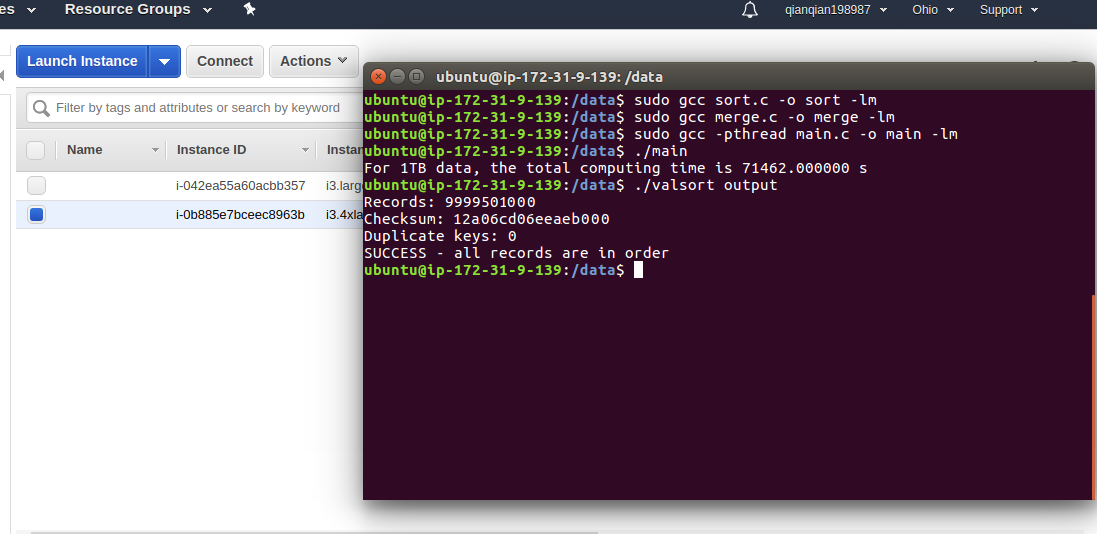 es Resource Groups qianqian198987 Ohio Support
Launch Instance Connect Actions
Filter by tags and attributes or search by keyword
Name Instance ID Instan
i-042ea55a60acbb357 i3.larg
i-0b885e7bceec8963b i3.4xla
ubuntu@ip-172-31-9-139: /data
ubuntu@ip-172-31-9-139:/data$ sudo gcc sort.c -o sort -lm
ubuntu@ip-172-31-9-139:/data$ sudo gcc merge.c -o merge -lm
ubuntu@ip-172-31-9-139:/data$ sudo gcc -pthread main.c -o main -lm
ubuntu@ip-172-31-9-139:/data$ ./main
For 1TB data, the total computing time is 71462.000000 s
ubuntu@ip-172-31-9-139:/data$ ./valsort output
Records: 9999501000
Checksum: 12a06cd06eeaeb000
Duplicate keys: 0
SUCCESS - all records are in order
ubuntu@ip-172-31-9-139:/data$